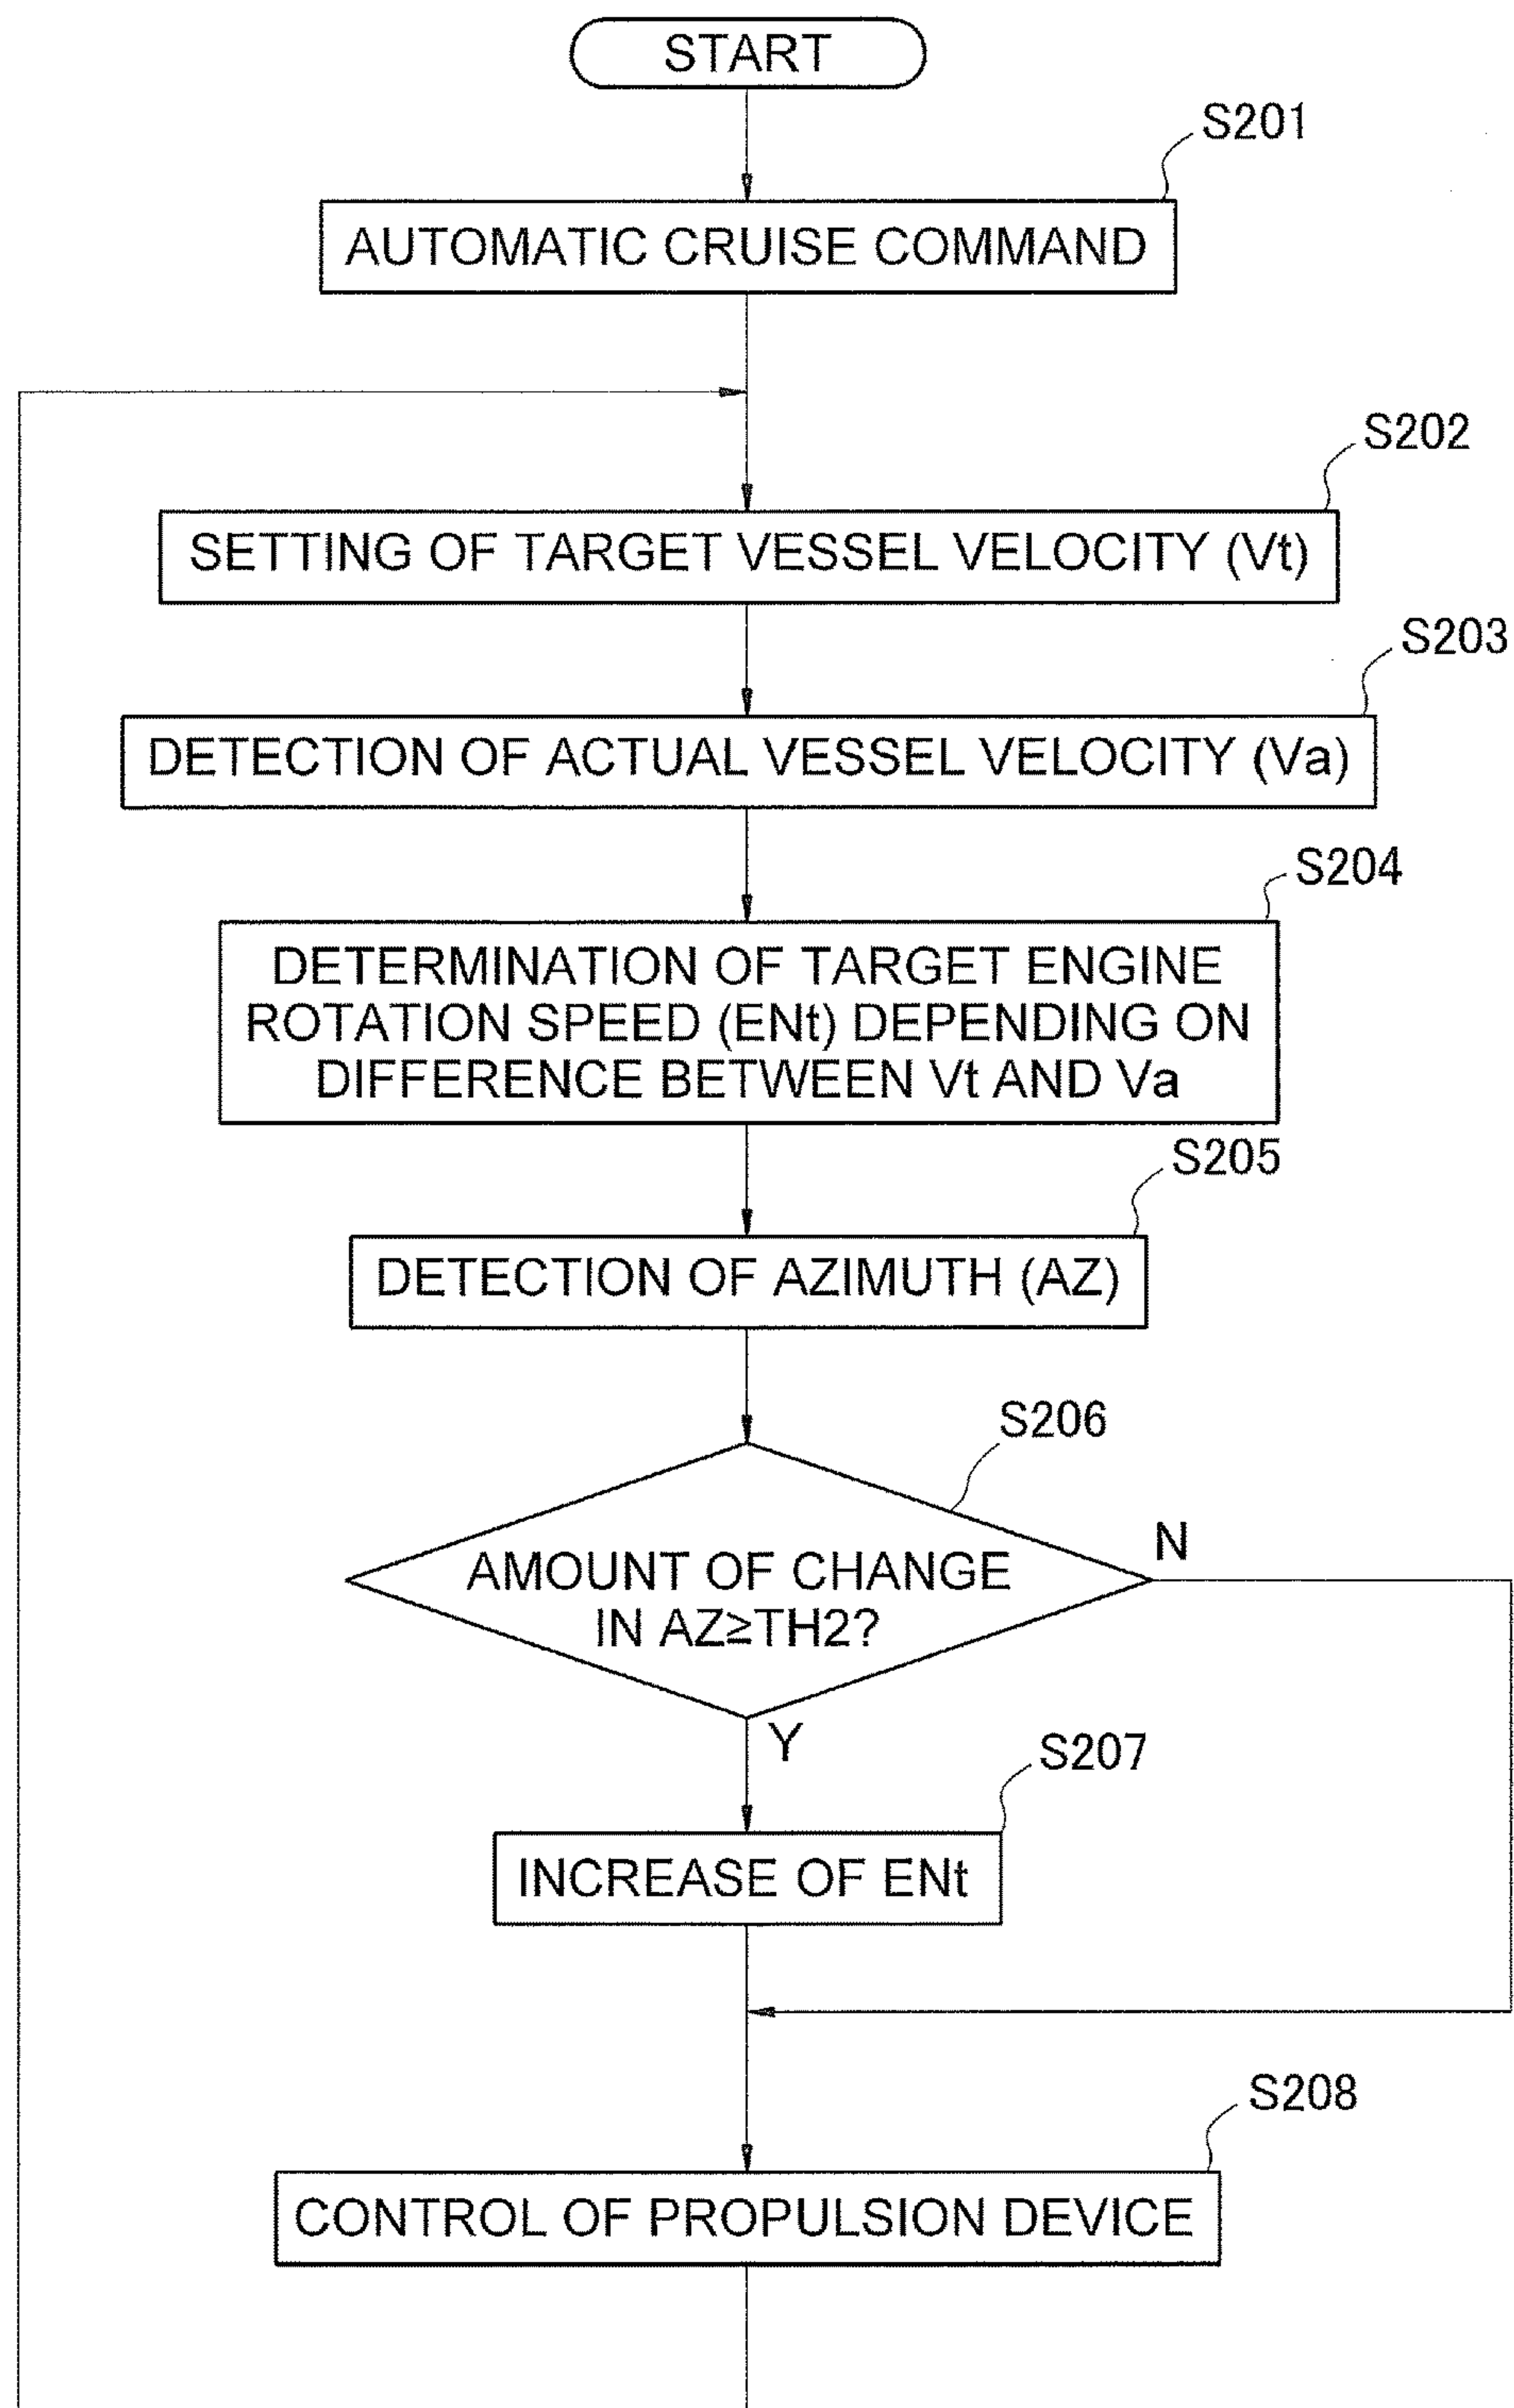 START
S201
AUTOMATIC CRUISE COMMAND
S202
SETTING OF TARGET VESSEL VELOCITY (Vt)
S203
DETECTION OF ACTUAL VESSEL VELOCITY (Va)
S204
DETERMINATION OF TARGET ENGINE
ROTATION SPEED (ENt) DEPENDING ON
DIFFERENCE BETWEEN Vt AND Va
S205
DETECTION OF AZIMUTH (AZ)
S206
AMOUNT OF CHANGE
IN AZ≥TH2?
N
Y
S207
INCREASE OF ENt
S208
CONTROL OF PROPULSION DEVICE